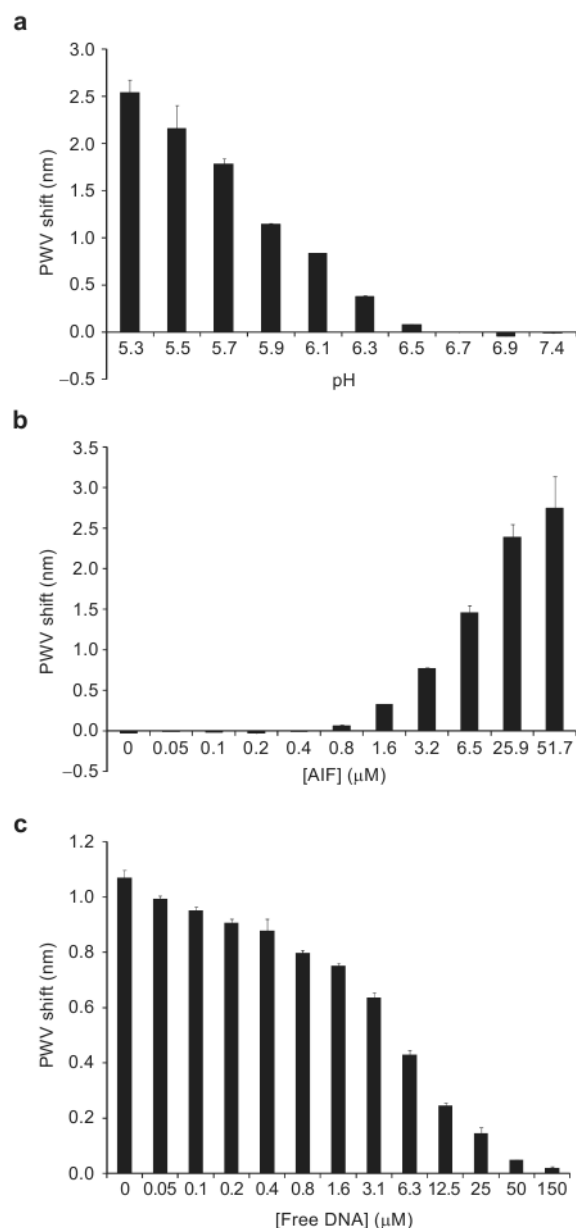 a
3.0
2.5
2.0
1.5
1.0
0.5
0.0
−0.5
PWV shift (nm)
5.3 5.5 5.7 5.9 6.1 6.3 6.5 6.7 6.9 7.4
pH
b
3.5
3.0
2.5
2.0
1.5
1.0
0.5
0.0
−0.5
PWV shift (nm)
0 0.05 0.1 0.2 0.4 0.8 1.6 3.2 6.5 25.9 51.7
[AIF] (μM)
c
1.2
1.0
0.8
0.6
0.4
0.2
0.0
PWV shift (nm)
0 0.05 0.1 0.2 0.4 0.8 1.6 3.1 6.3 12.5 25 50 150
[Free DNA] (μM)